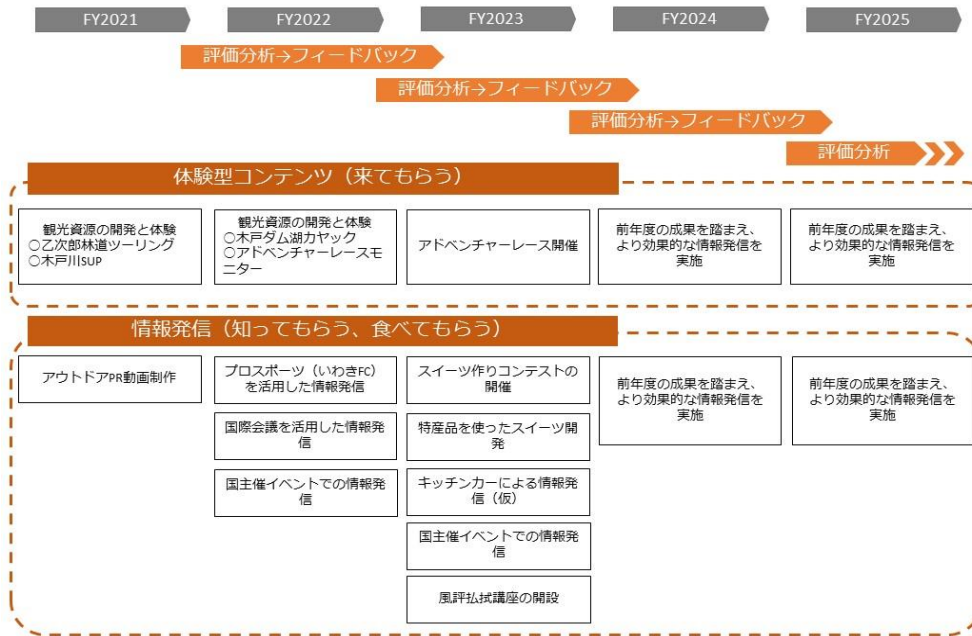 FY2021
FY2022
FY2023
FY2024
FY2025
評価分析→フィードバック
評価分析→フィードバック
評価分析→フィードバック
評価分析
体験型コンテンツ（来てもらう）
観光資源の開発と体験
○乙次郎林道ツーリング
○木戸川SUP
観光資源の開発と体験
○木戸ダム湖カヤック
○アドベンチャーレースモ
ニター
アドベンチャーレース開催
前年度の成果を踏まえ、
より効果的な情報発信を
実施
前年度の成果を踏まえ、
より効果的な情報発信を
実施
情報発信（知ってもらう、食べてもらう）
アウトドアPR動画制作
プロスポーツ（いわきFC）
を活用した情報発信
国際会議を活用した情報発
信
国主催イベントでの情報発
信
スイーツ作りコンテストの
開催
特産品を使ったスイーツ開
発
キッチンカーによる情報発
信（仮）
国主催イベントでの情報発
信
風評払拭講座の開設
前年度の成果を踏まえ、
より効果的な情報発信を
実施
前年度の成果を踏まえ、
より効果的な情報発信を
実施